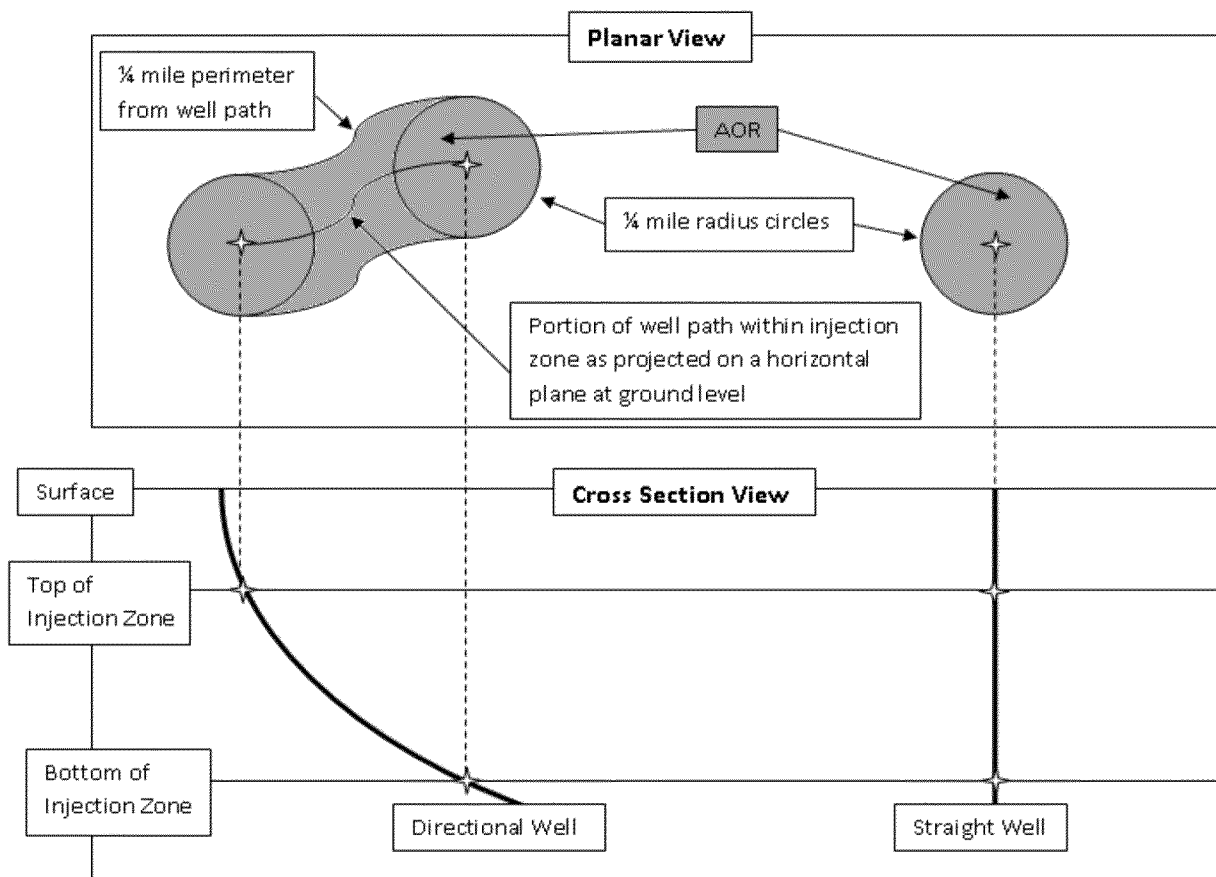 Planar View
¼ mile perimeter
from well path
AOR
¼ mile radius circles
Portion of well path within injection
zone as projected on a horizontal
plane at ground level
Surface
Cross Section View
Top of
Injection Zone
Bottom of
Injection Zone
Directional Well
Straight Well